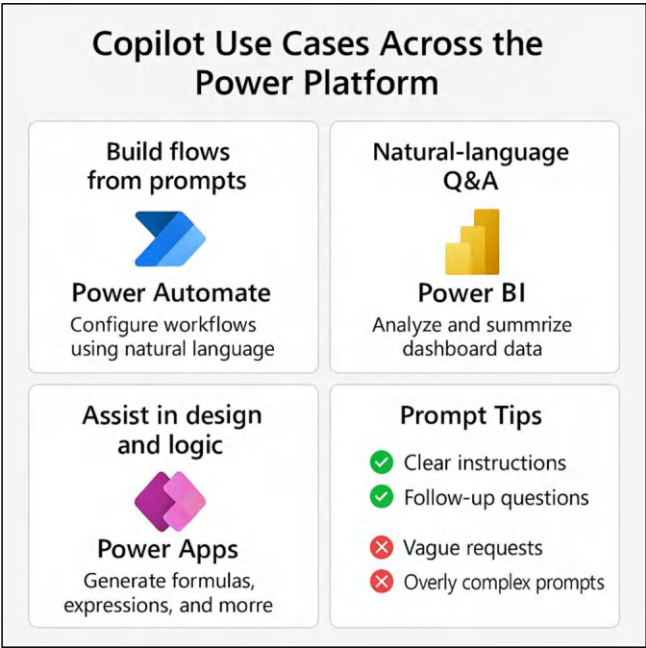 Copilot Use Cases Across the
Power Platform
Build flows
from prompts
Power Automate
Configure workflows
using natural language
Natural-language
Q&A
Power BI
Analyze and summrize
dashboard data
Assist in design
and logic
Power Apps
Generate formulas,
expressions, and morre
Prompt Tips
Clear instructions
Follow-up questions
Vague requests
Overly complex prompts